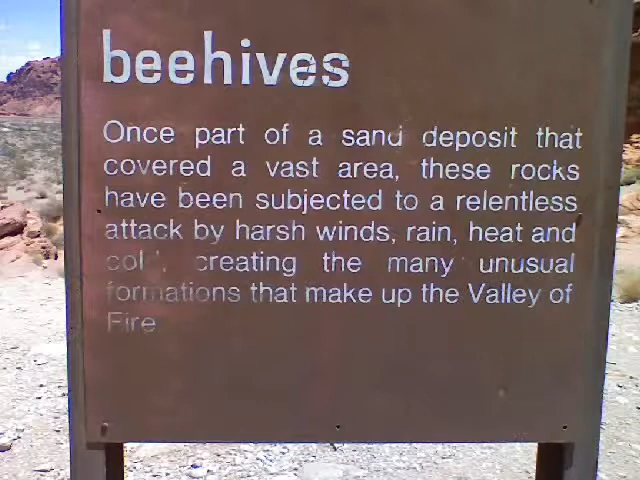 beehives
Once part of a sand deposit that
covered a vast area, these rocks
have been subjected to a relentless
attack by harsh winds, rain, heat and
cold, creating the many unusual
formations that make up the Valley of
Fire